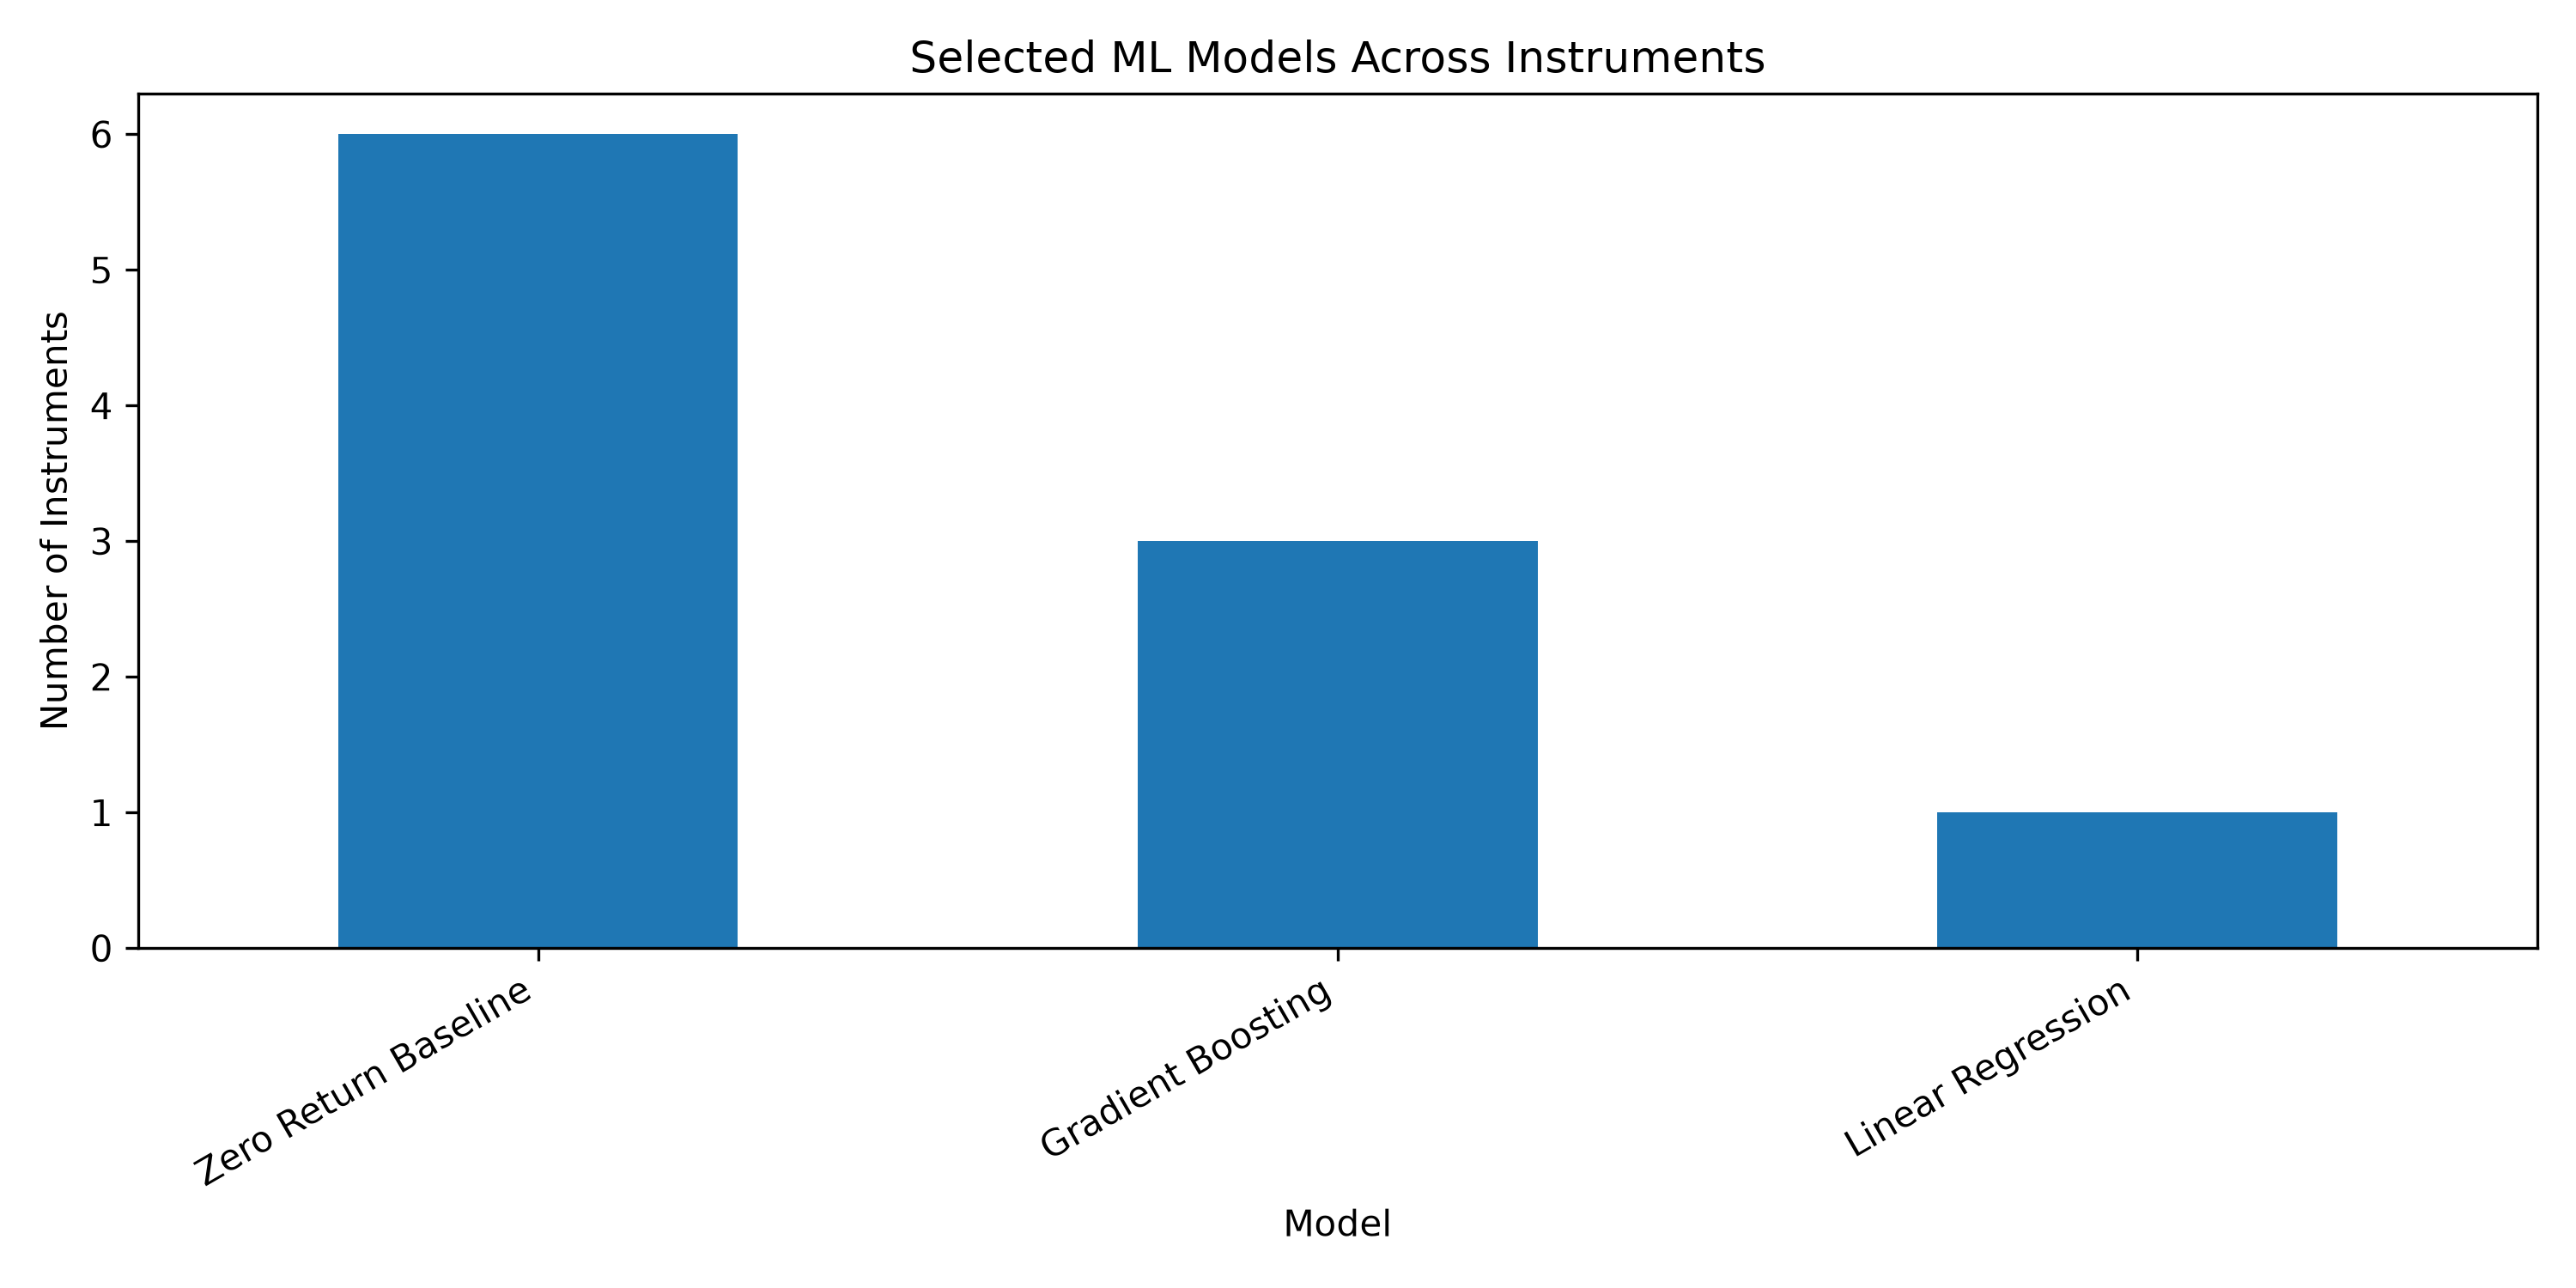 Selected ML Models Across Instruments
Number of Instruments
6
5
4
3
2
1
0
Zero Return Baseline
Gradient Boosting
Linear Regression
Model